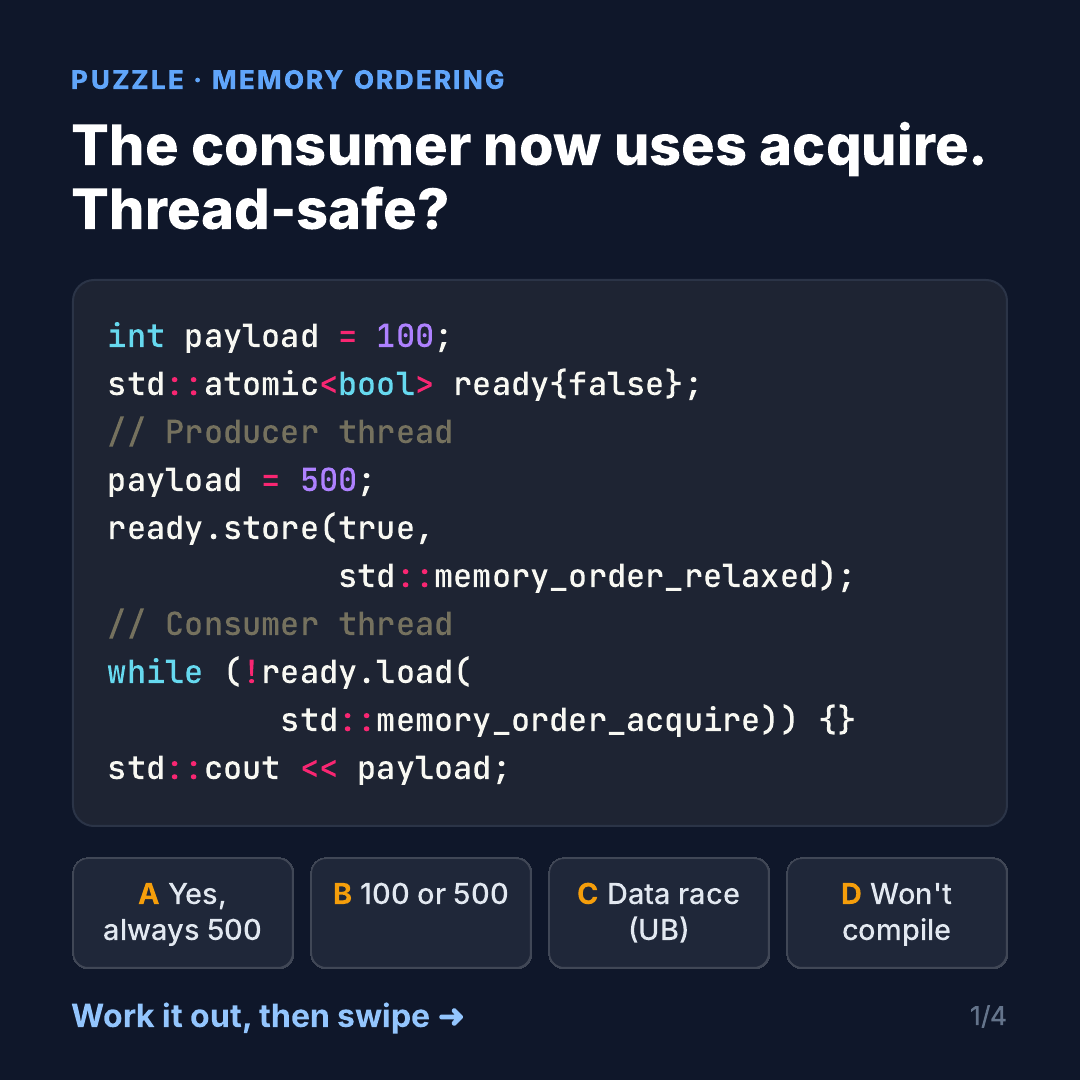 PUZZLE · MEMORY ORDERING
The consumer now uses acquire.
Thread-safe?
int payload = 100;
std::atomic<bool> ready{false};
// Producer thread
payload = 500;
ready.store(true,
            std::memory_order_relaxed);
// Consumer thread
while (!ready.load(
         std::memory_order_acquire)) {}
std::cout << payload;
A Yes,
always 500
B 100 or 500
C Data race
(UB)
D Won't
compile
Work it out, then swipe ➜
1/4